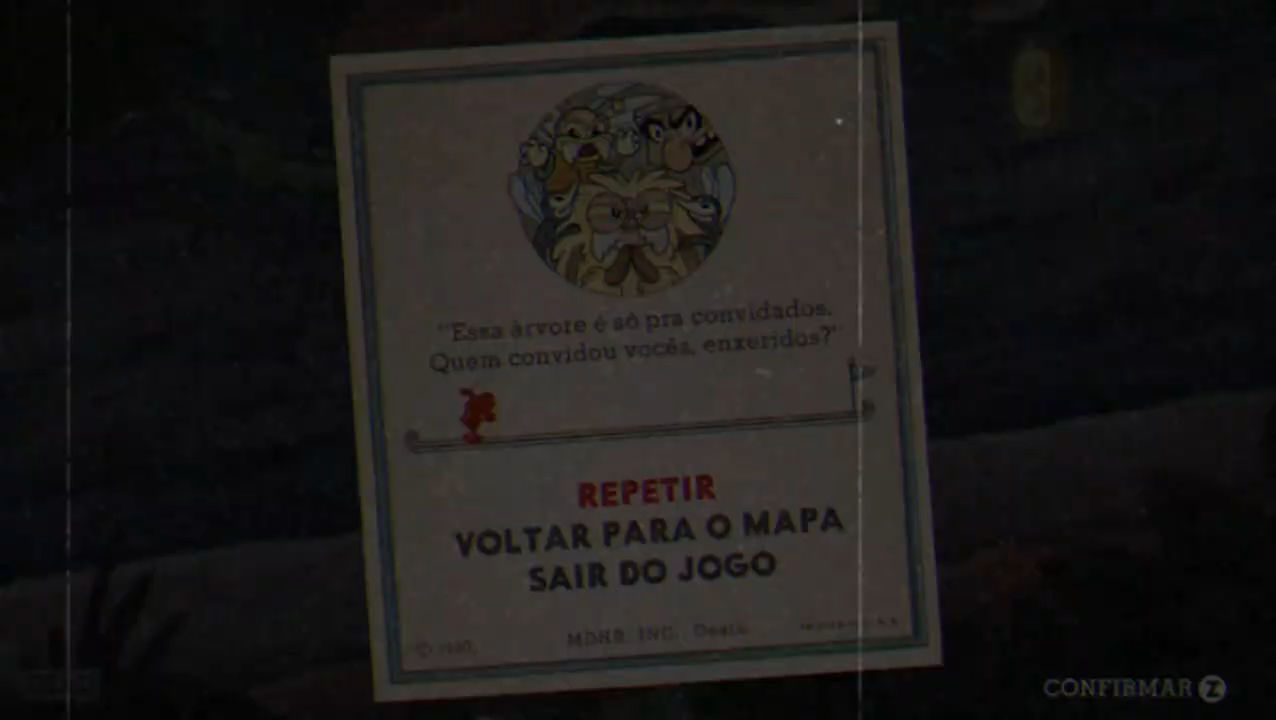 "Essa árvore é só pra convidados.
Quem convidou vocês, enxeridos?"
REPETIR
VOLTAR PARA O MAPA
SAIR DO JOGO
© 1930,
MDHR INC.
CONFIRMAR Z